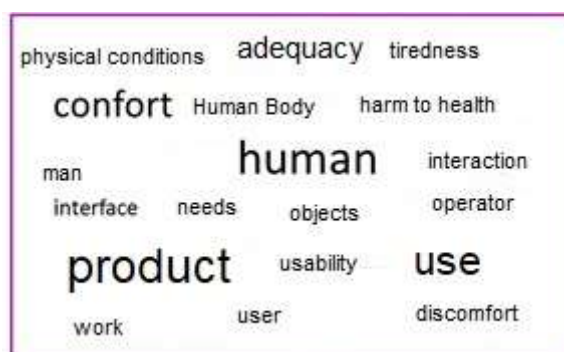 physical conditions adequacy tiredness
confort Human Body harm to health
human interaction
man
interface needs objects operator
product usability use
work user discomfort